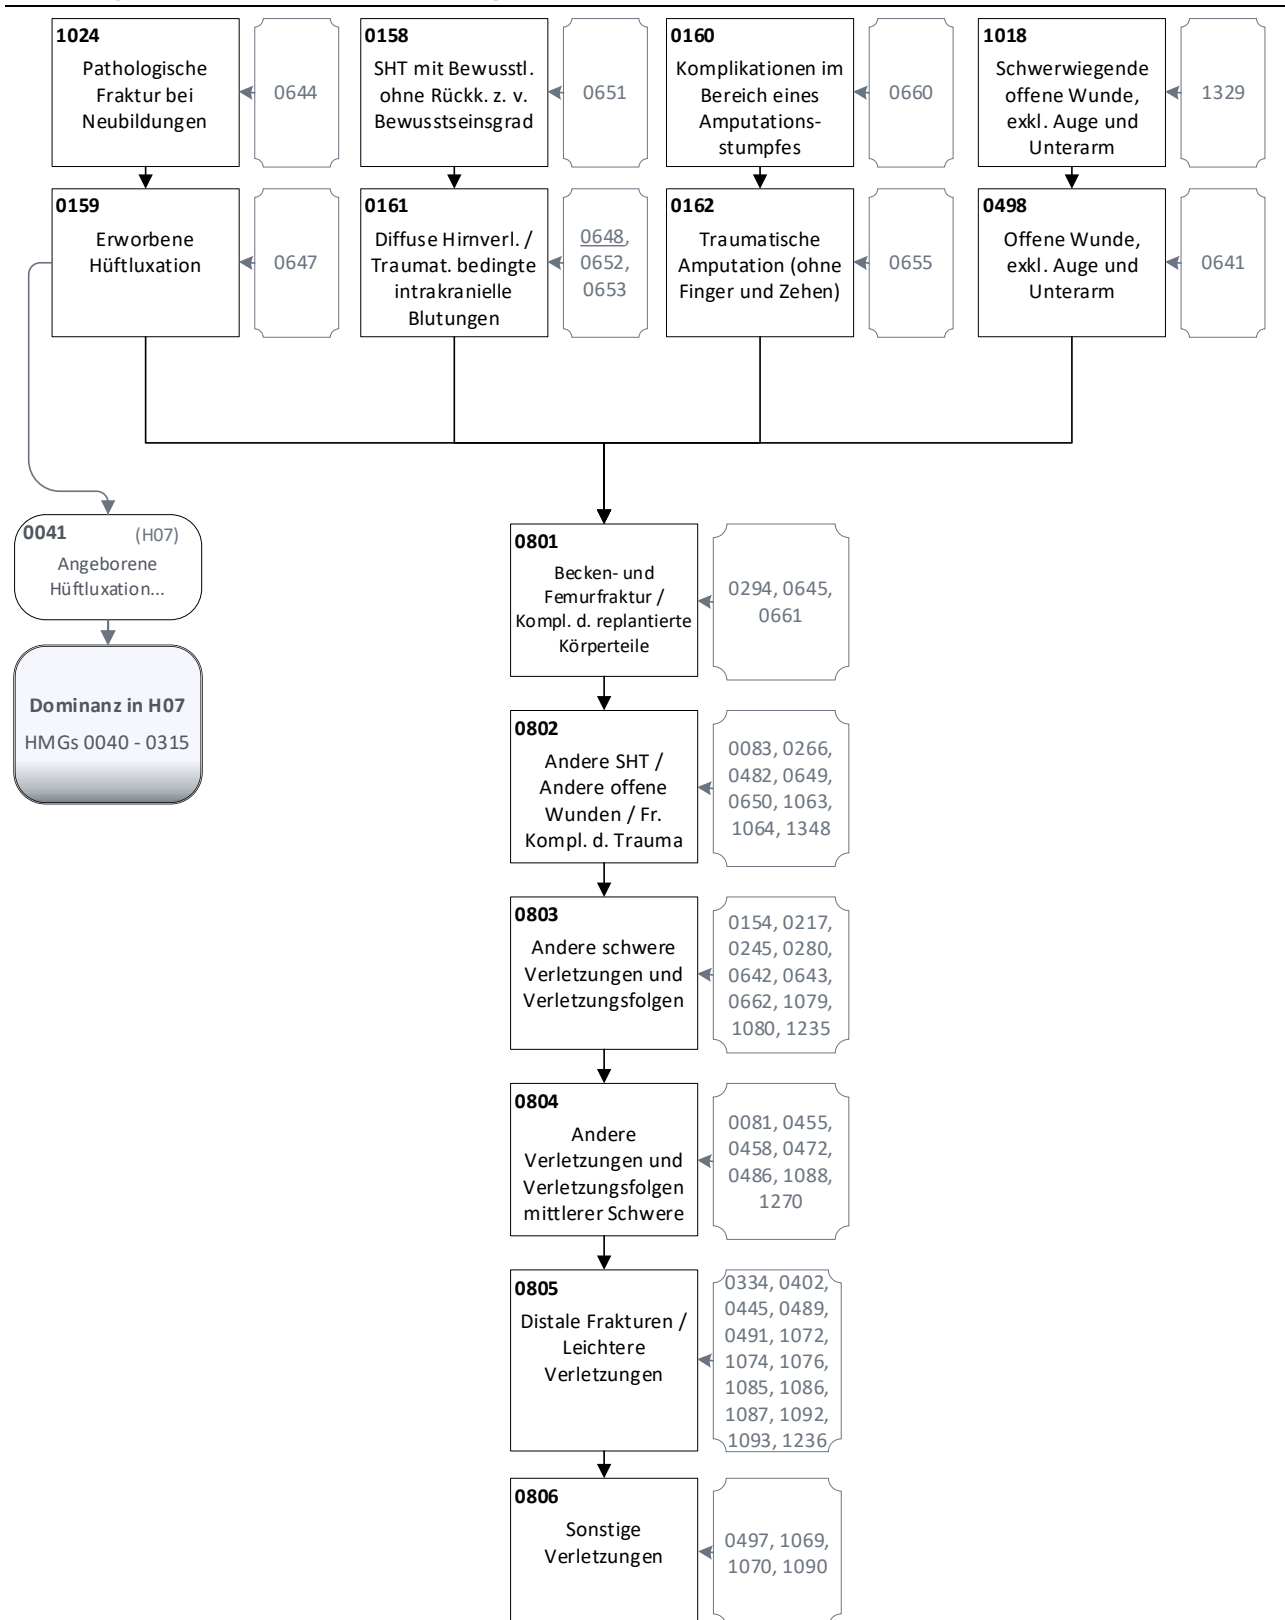 1024
Pathologische
Fraktur bei
Neubildungen
0644
0158
SHT mit Bewusstl.
ohne Rückk. z. v.
Bewusstseinsgrad
0651
0160
Komplikationen im
Bereich eines
Amputations-
stumpfes
0660
1018
Schwerwiegende
offene Wunde,
exkl. Auge und
Unterarm
1329
0159
Erworbene
Hüftluxation
0647
0161
Diffuse Hirnverl. /
Traumat. bedingte
intrakranielle
Blutungen
0648,
0652,
0653
0162
Traumatische
Amputation (ohne
Finger und Zehen)
0655
0498
Offene Wunde,
exkl. Auge und
Unterarm
0641
0041 (H07)
Angeborene
Hüftluxation...
Dominanz in H07
HMGs 0040 - 0315
0801
Becken- und
Femurfraktur /
Kompl. d. replantierte
Körperteile
0294, 0645,
0661
0802
Andere SHT /
Andere offene
Wunden / Fr.
Kompl. d. Trauma
0083, 0266,
0482, 0649,
0650, 1063,
1064, 1348
0803
Andere schwere
Verletzungen und
Verletzungsfolgen
0154, 0217,
0245, 0280,
0642, 0643,
0662, 1079,
1080, 1235
0804
Andere
Verletzungen und
Verletzungsfolgen
mittlerer Schwere
0081, 0455,
0458, 0472,
0486, 1088,
1270
0805
Distale Frakturen /
Leichtere
Verletzungen
0334, 0402,
0445, 0489,
0491, 1072,
1074, 1076,
1085, 1086,
1087, 1092,
1093, 1236
0806
Sonstige
Verletzungen
0497, 1069,
1070, 1090